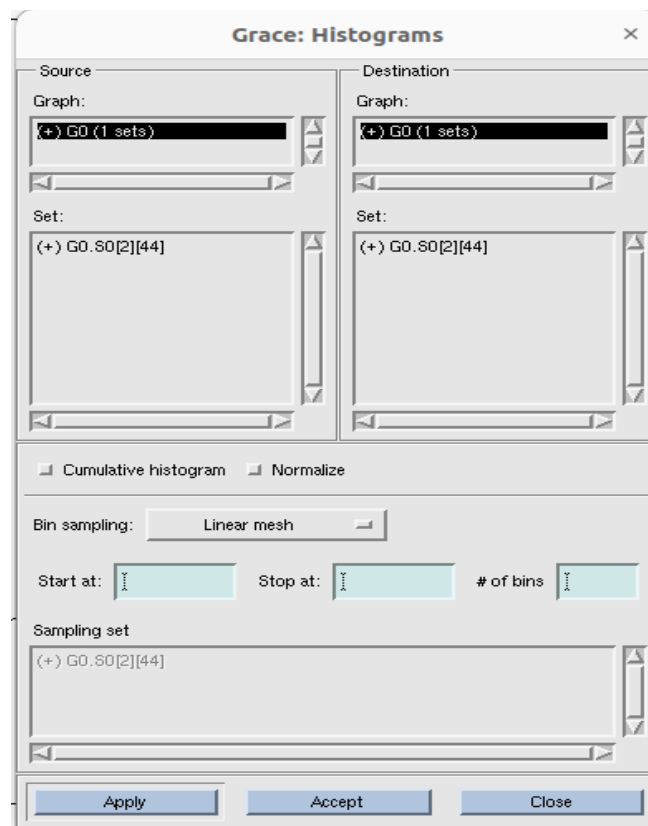 Grace: Histograms
Source
Graph:
(+) G0 (1 sets)
Set:
(+) G0.S0[2][44]
Destination
Graph:
(+) G0 (1 sets)
Set:
(+) G0.S0[2][44]
Cumulative histogram Normalize
Bin sampling: Linear mesh
Start at: Stop at: # of bins
Sampling set
(+) G0.S0[2][44]
Apply Accept Close